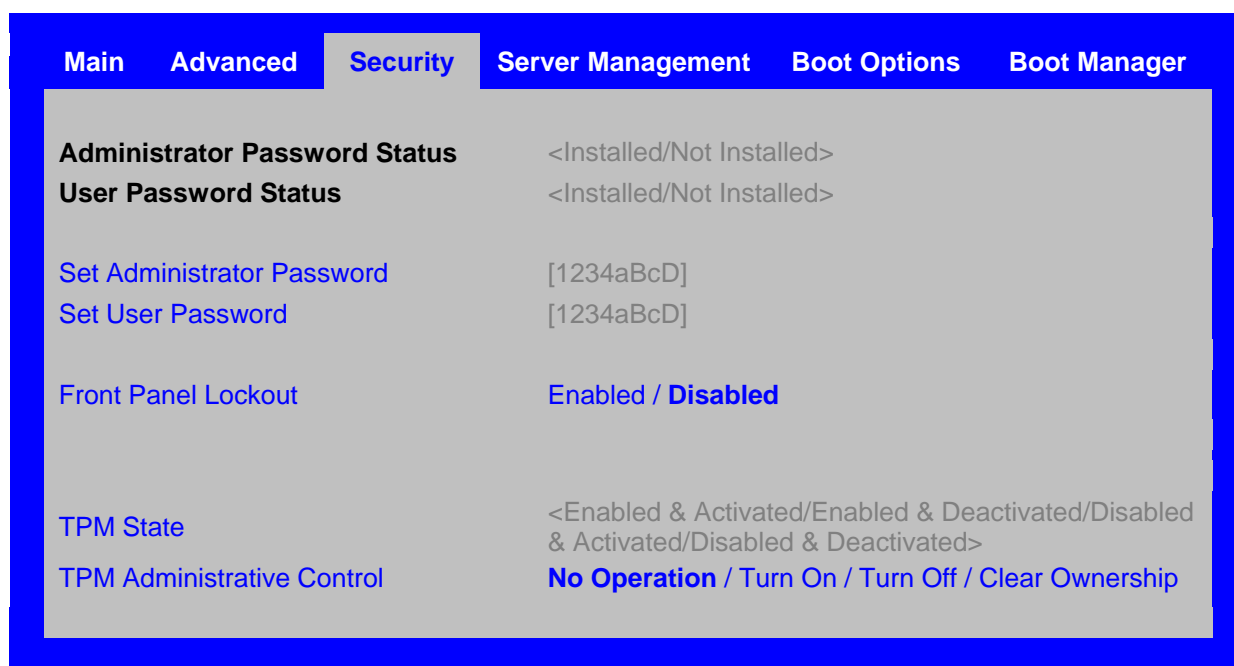 Main Advanced Security Server Management Boot Options Boot Manager
Administrator Password Status <Installed/Not Installed>
User Password Status <Installed/Not Installed>
Set Administrator Password [1234aBcD]
Set User Password [1234aBcD]
Front Panel Lockout Enabled / Disabled
TPM State <Enabled & Activated/Enabled & Deactivated/Disabled
& Activated/Disabled & Deactivated>
TPM Administrative Control No Operation / Turn On / Turn Off / Clear Ownership